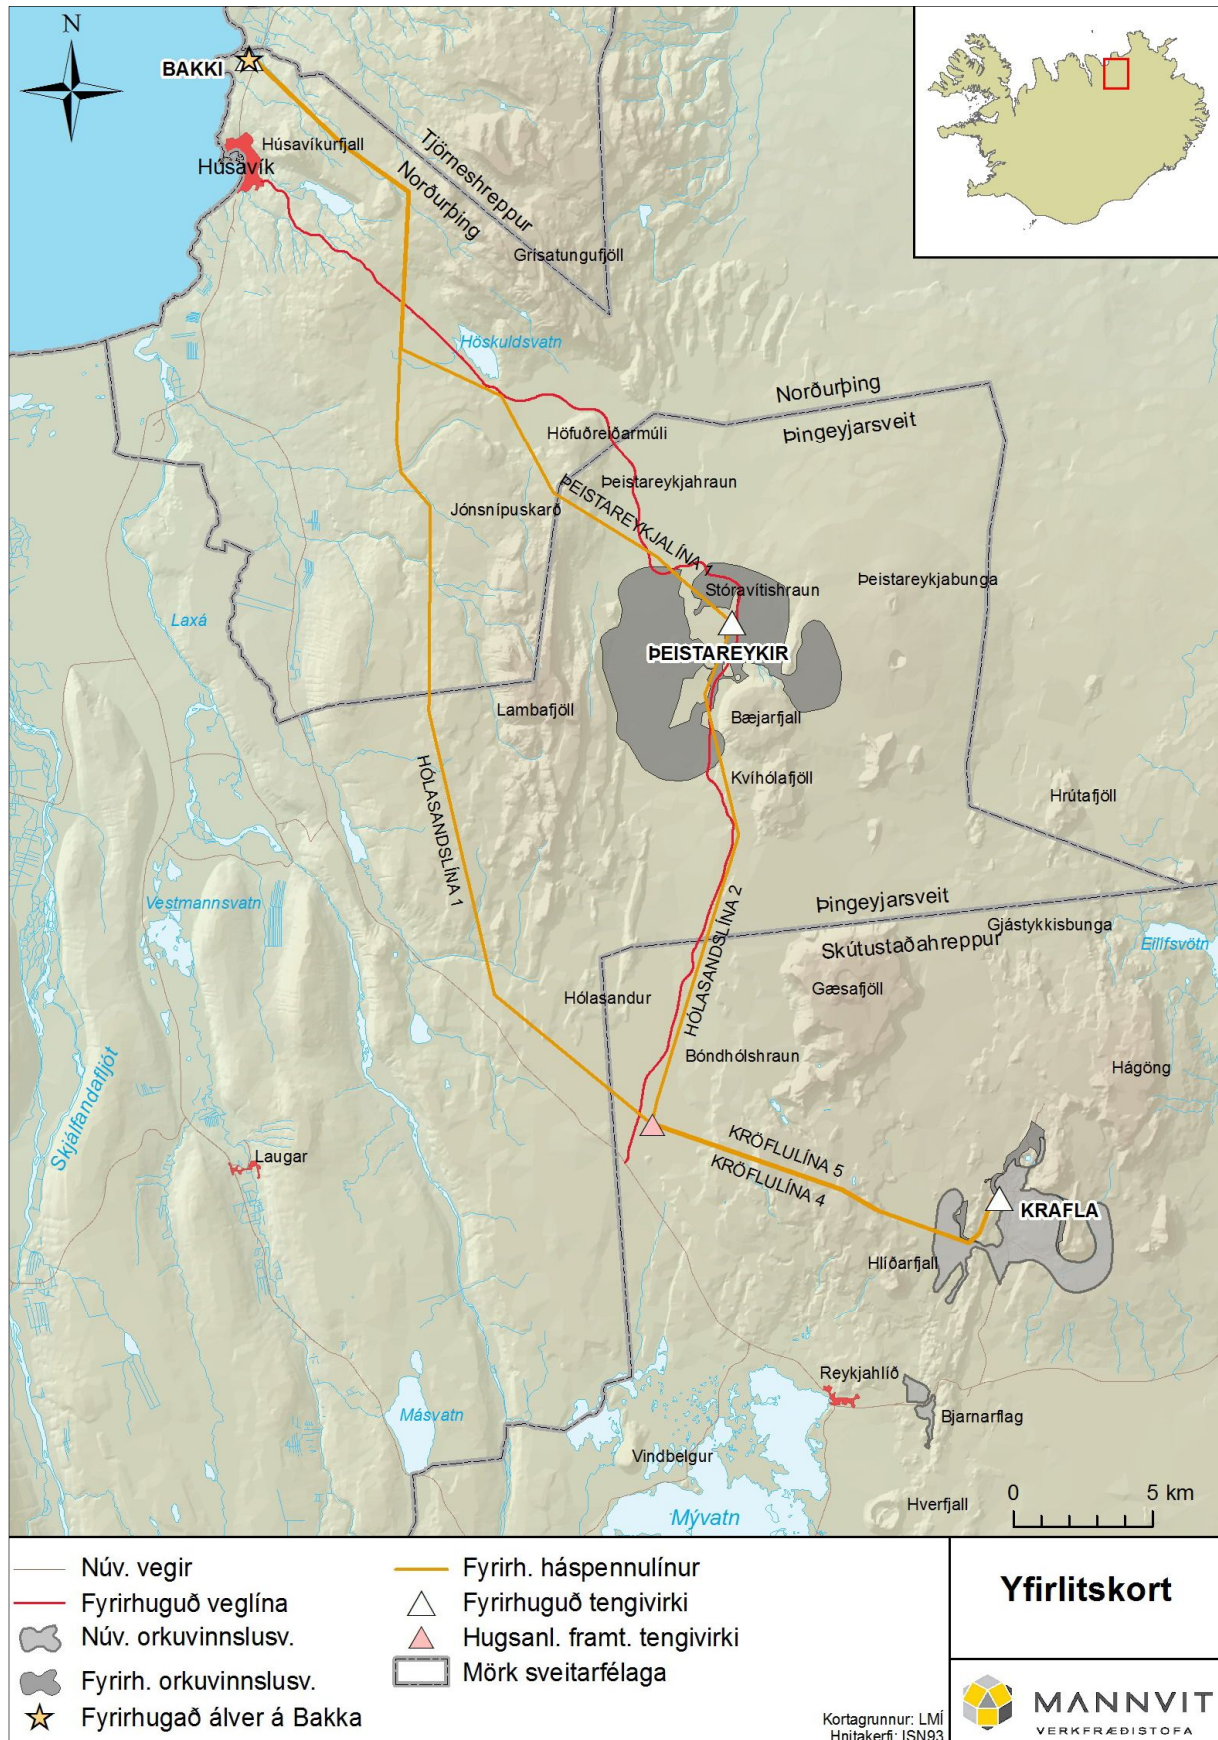 N
BAKKI
Húsavíkurfjall
Húsavík
Tjörneshreppur
Norðurþing
Grísatungufjöll
Höskuldsvatn
Norðurþing
Þingeyjarsveit
Höfuðreiðarmúli
Þeistareykjahraun
ÞEISTAREYKJALÍNA 1
Jónsnípuskarð
Stóravítishraun
Þeistareykjabunga
Laxá
ÞEISTAREYKIR
Lambafjöll
Bæjarfjall
Kvíhólafjöll
Hrútafjöll
HÓLASANDSLÍNA 1
Vestmannsvatn
Þingeyjarsveit
Skútustaðahreppur
Gjástykkisbunga
Eilífsvötn
HÓLASANDSLÍNA 2
Gæsafjöll
Hólasandur
Bóndhólshraun
Hágöng
Skjálfandafljót
Laugar
KRÖFLULÍNA 5
KRÖFLULÍNA 4
KRAFLA
Hlíðarfjall
Reykjahlíð
Bjarnarflag
Másvatn
Vindbelgur
Mývatn
Hverfjall
0 5 km
Núv. vegir
Fyrirhuguð veglína
Núv. orkuvinnslusv.
Fyrirh. orkuvinnslusv.
Fyrirhugað álver á Bakka
Fyrirh. háspennulínur
Fyrirhuguð tengivirki
Hugsanl. framt. tengivirki
Mörk sveitarfélaga
Kortagrunnur: LMÍ
Hnitakerfi: ISN93
Yfirlitskort
MANNVIT
VERKFRÆÐISTOFA